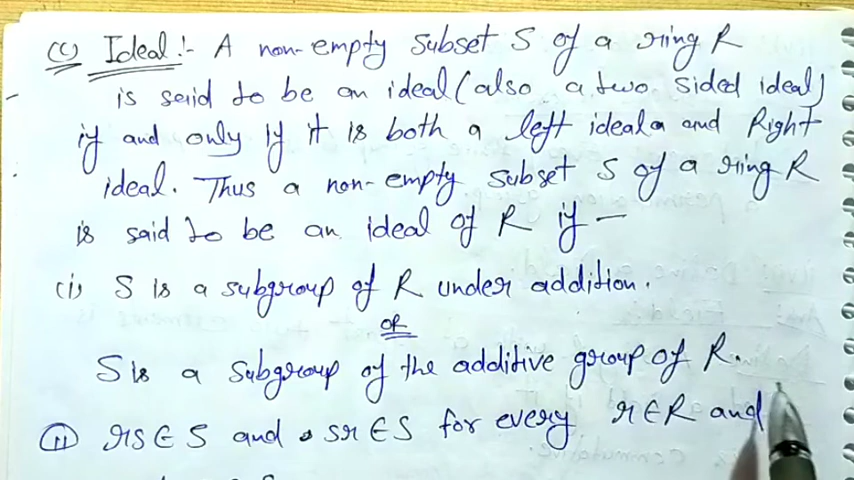 (c) Ideal :- A non-empty Subset S of a ring R
is said to be an ideal (also a two sided ideal)
if and only if it is both a left ideal and Right
ideal. Thus a non-empty subset S of a ring R
is said to be an ideal of R if —
(i) S is a subgroup of R under addition.
OR
S is a subgroup of the additive group of R.
(ii) rs ∈ S and sr ∈ S for every r ∈ R and